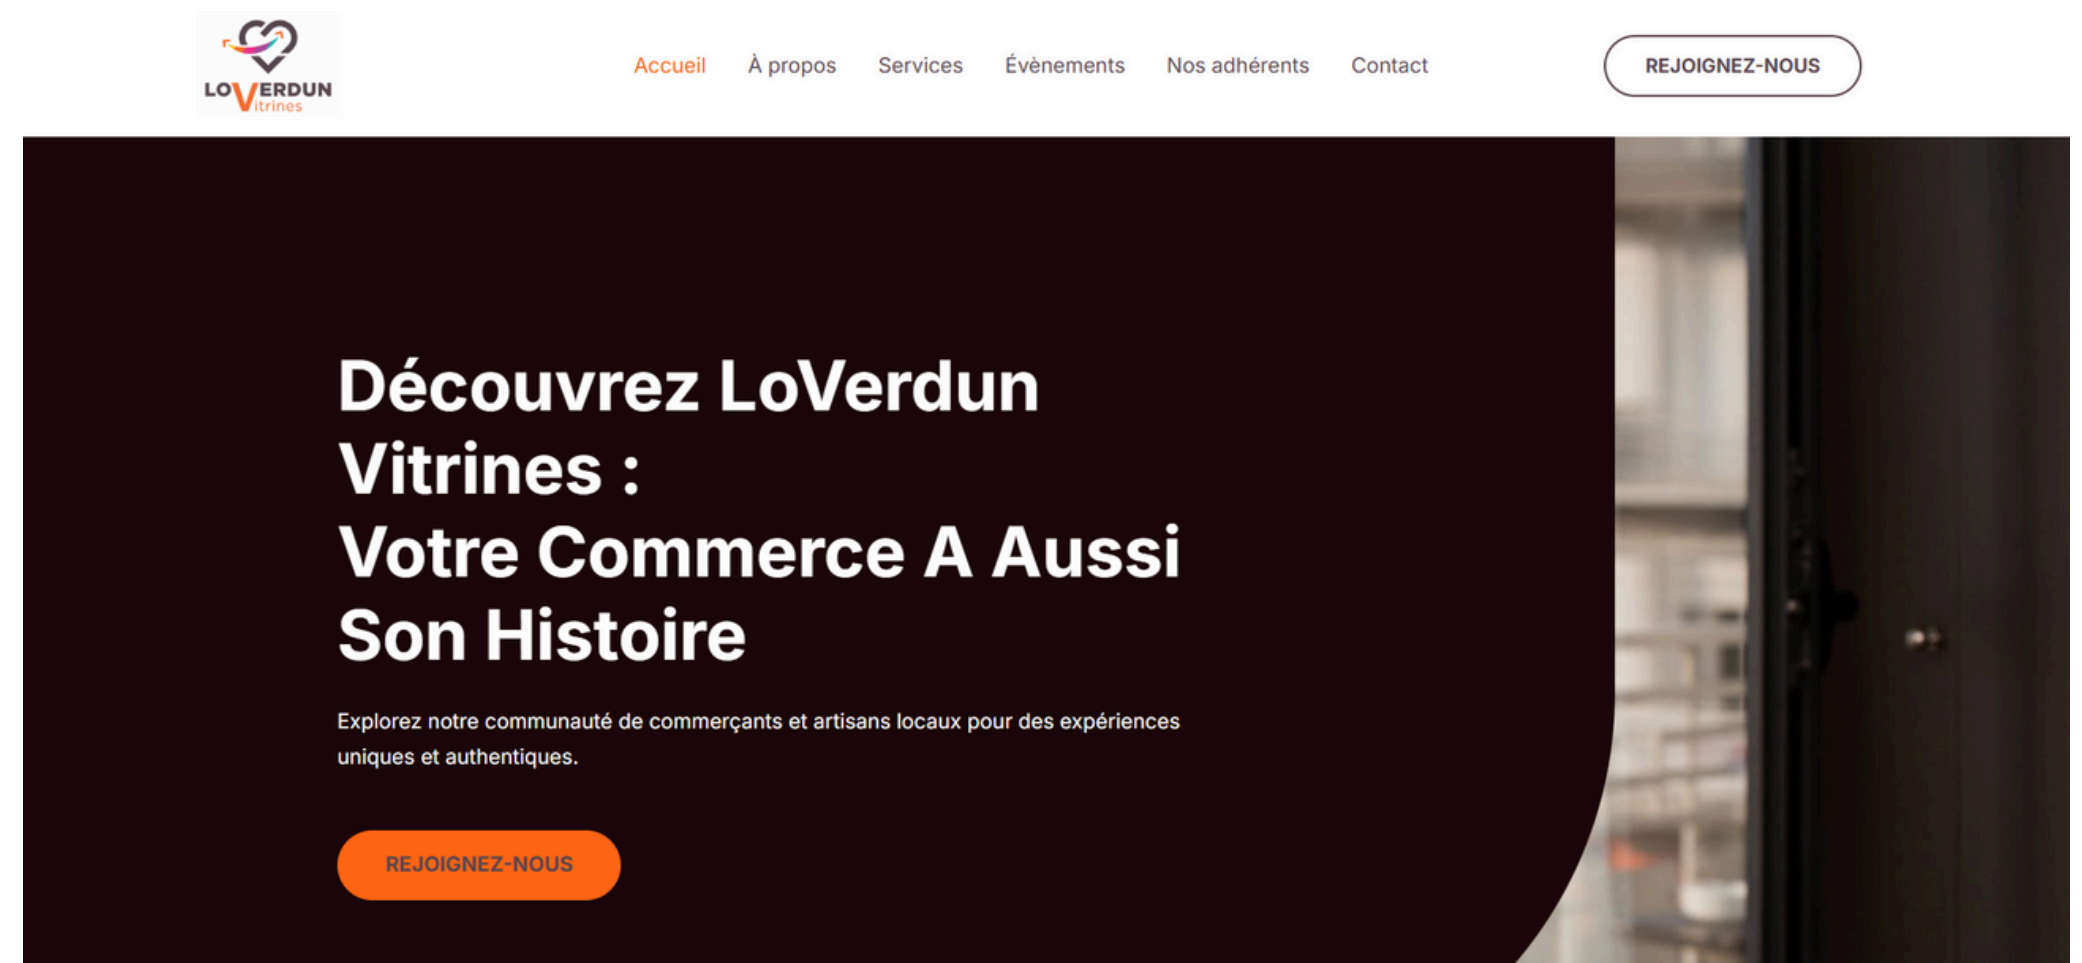 LOVERDUN
Vitrines
Accueil
À propos
Services
Évènements
Nos adhérents
Contact
REJOIGNEZ-NOUS
Découvrez LoVerdun
Vitrines :
Votre Commerce A Aussi
Son Histoire
Explorez notre communauté de commerçants et artisans locaux pour des expériences
uniques et authentiques.
REJOIGNEZ-NOUS